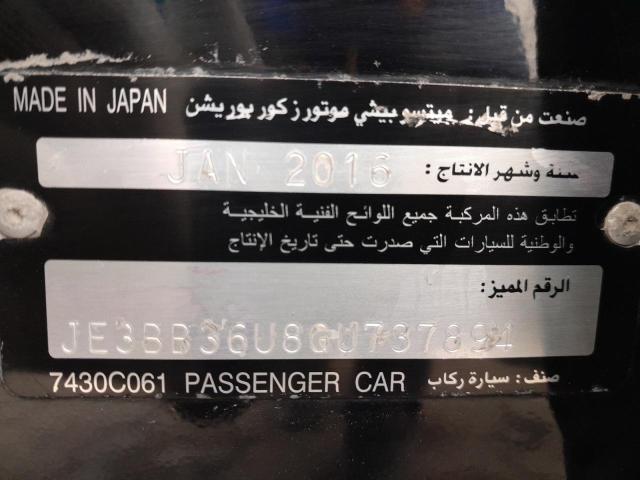 MADE IN JAPAN صنعت من قبل: ميتسوبيشي موتورز كوربوريشن
سنة وشهر الانتاج: JAN 2016
تطابق هذه المركبة جميع اللوائح الفنية الخليجية
والوطنية للسيارات التي صدرت حتى تاريخ الإنتاج
الرقم المميز:
JE3BB36U8GU737894
7430C061 PASSENGER CAR صنف: سيارة ركاب